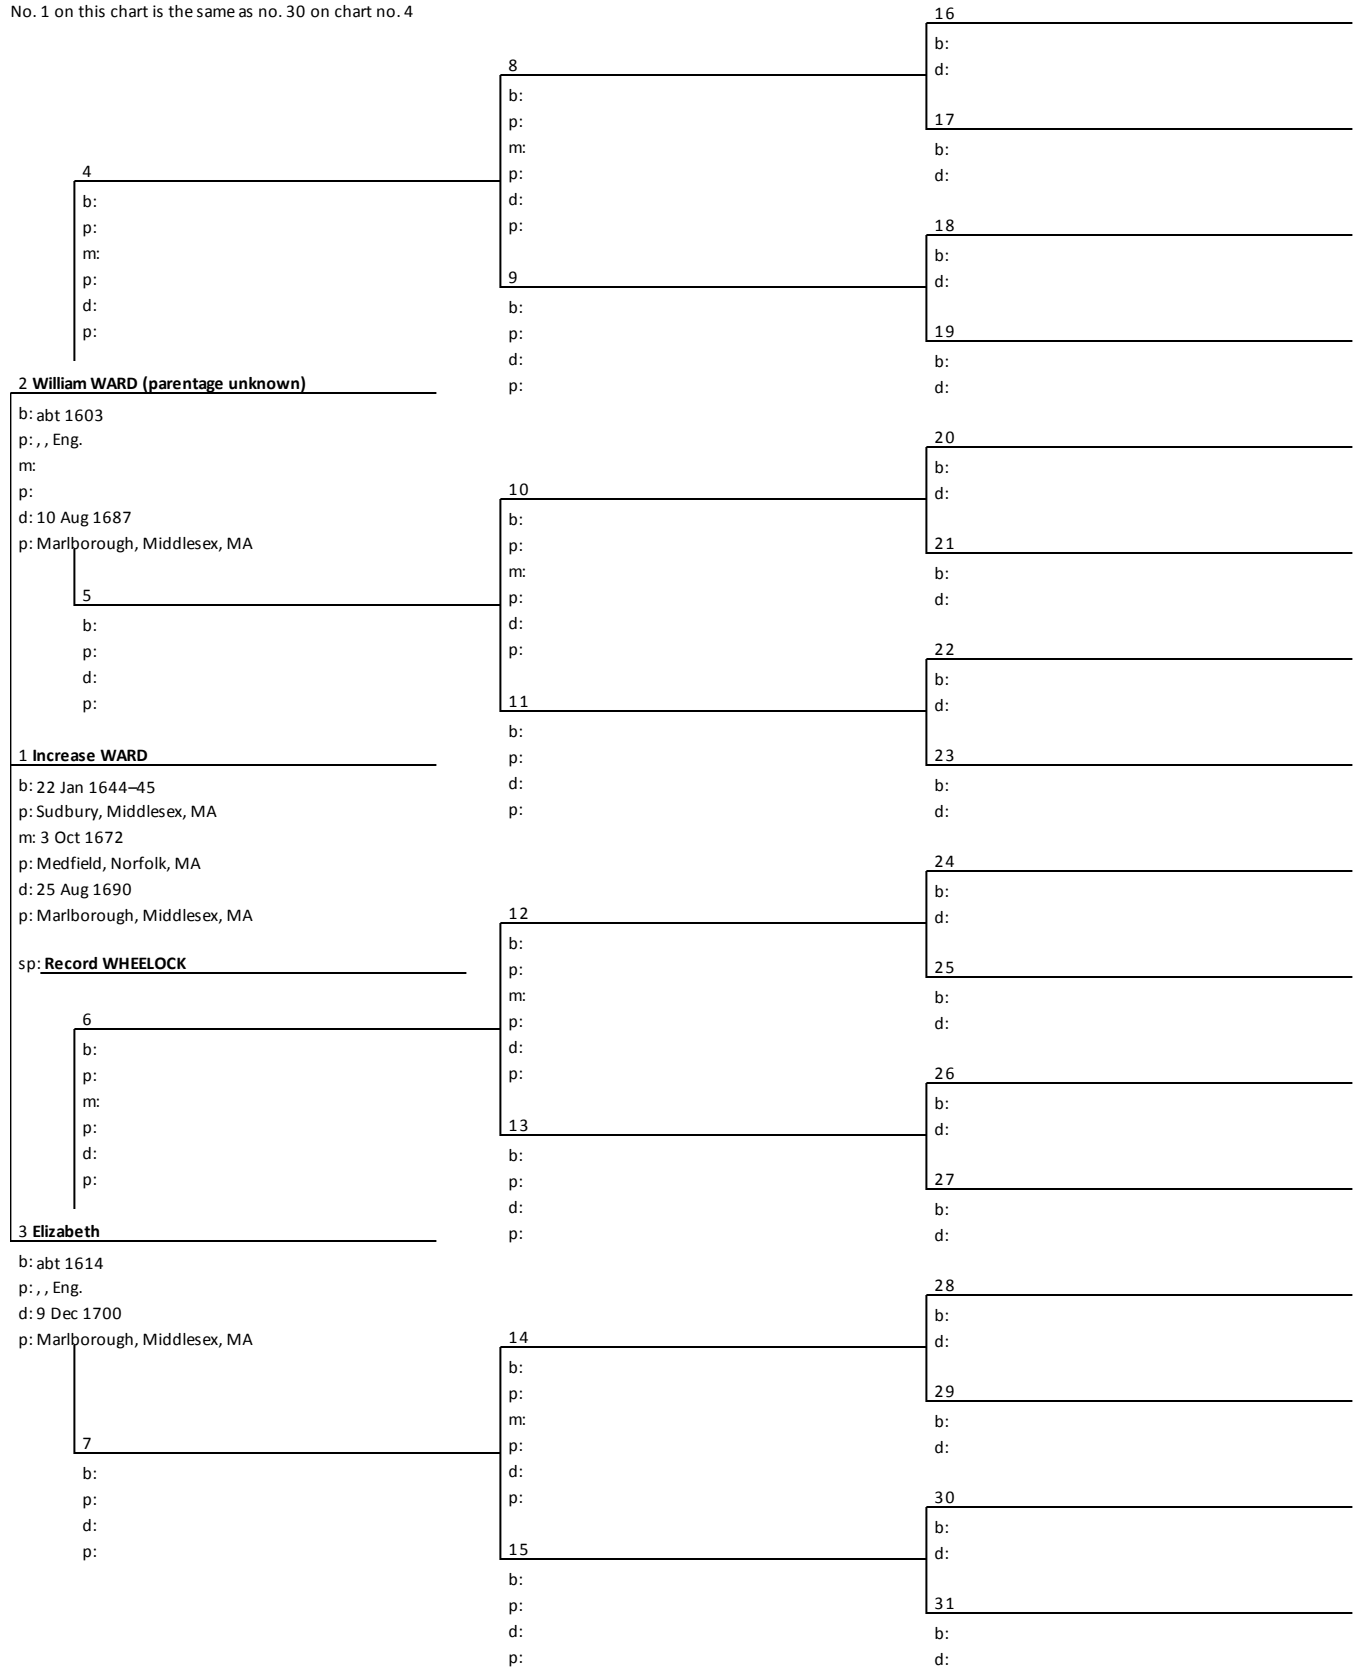 No. 1 on this chart is the same as no. 30 on chart no. 4
4
b:
p:
m:
p:
d:
p:
2 William WARD (parentage unknown)
b: abt 1603
p: , , Eng.
m:
p:
d: 10 Aug 1687
p: Marlborough, Middlesex, MA
5
b:
p:
d:
p:
1 Increase WARD
b: 22 Jan 1644–45
p: Sudbury, Middlesex, MA
m: 3 Oct 1672
p: Medfield, Norfolk, MA
d: 25 Aug 1690
p: Marlborough, Middlesex, MA
sp: Record WHEELOCK
6
b:
p:
m:
p:
d:
p:
3 Elizabeth
b: abt 1614
p: , , Eng.
d: 9 Dec 1700
p: Marlborough, Middlesex, MA
7
b:
p:
d:
p:
8
b:
p:
m:
p:
d:
p:
9
b:
p:
d:
p:
10
b:
p:
m:
p:
d:
p:
11
b:
p:
d:
p:
12
b:
p:
m:
p:
d:
p:
13
b:
p:
d:
p:
14
b:
p:
m:
p:
d:
p:
15
b:
p:
d:
p:
16
b:
d:
17
b:
d:
18
b:
d:
19
b:
d:
20
b:
d:
21
b:
d:
22
b:
d:
23
b:
d:
24
b:
d:
25
b:
d:
26
b:
d:
27
b:
d:
28
b:
d:
29
b:
d:
30
b:
d:
31
b:
d: